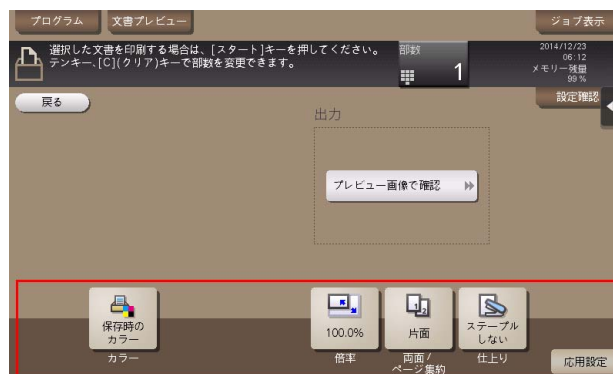 プログラム
文書プレビュー
ジョブ表示
選択した文書を印刷する場合は、[スタート]キーを押してください。
テンキー、[C](クリア)キーで部数を変更できます。
部数
1
2014/12/23
06:12
メモリー残量
99 %
戻る
設定確認
出力
プレビュー画像で確認
保存時の
カラー
カラー
100.0%
倍率
1 2
片面
両面/
ページ集約
ステープル
しない
仕上り
応用設定